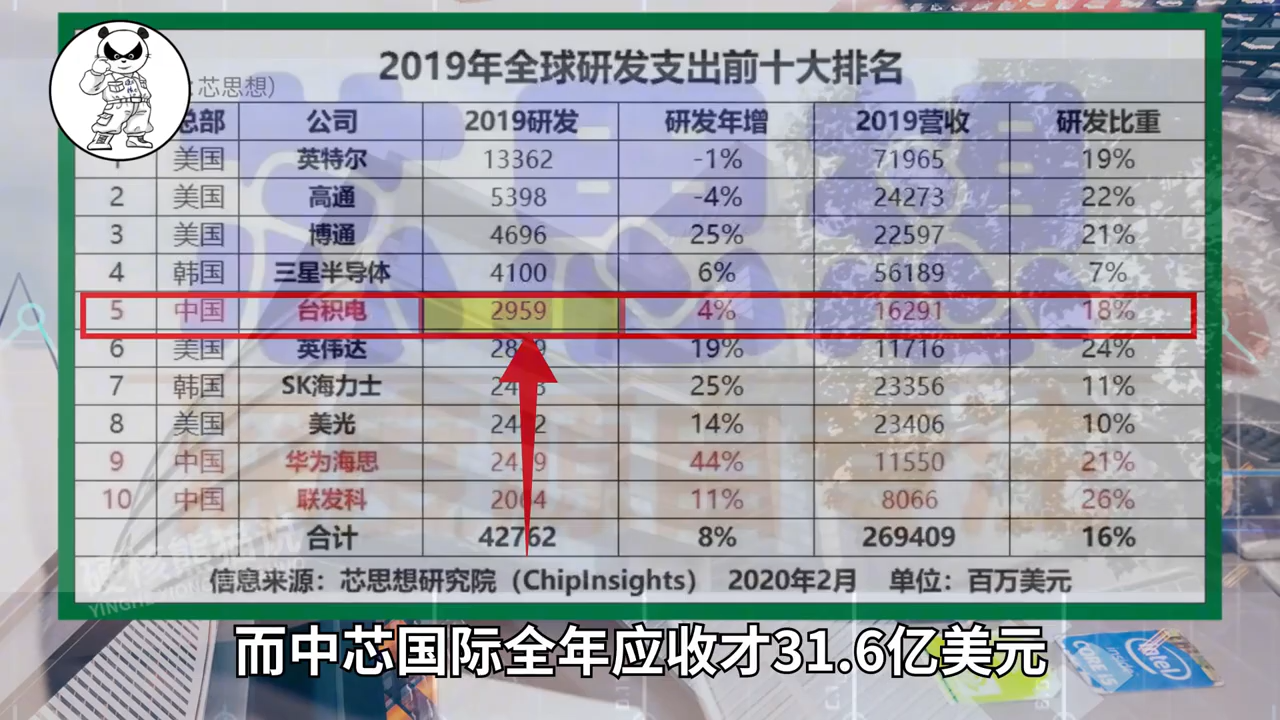 2019年全球研发支出前十大排名
芯思想)
总部 公司 2019研发 研发年增 2019营收 研发比重
1 美国 英特尔 13362 -1% 71965 19%
2 美国 高通 5398 -4% 24273 22%
3 美国 博通 4696 25% 22597 21%
4 韩国 三星半导体 4100 6% 56189 7%
5 中国 台积电 2959 4% 16291 18%
6 美国 英伟达 19% 11716 24%
7 韩国 SK海力士 25% 23356 11%
8 美国 美光 14% 23406 10%
9 中国 华为海思 44% 11550 21%
10 中国 联发科 11% 8066 26%
合计 42762 8% 269409 16%
信息来源：芯思想研究院（ChipInsights） 2020年2月 单位：百万美元
而中芯国际全年应收才31.6亿美元
intel
inside
CORE i5